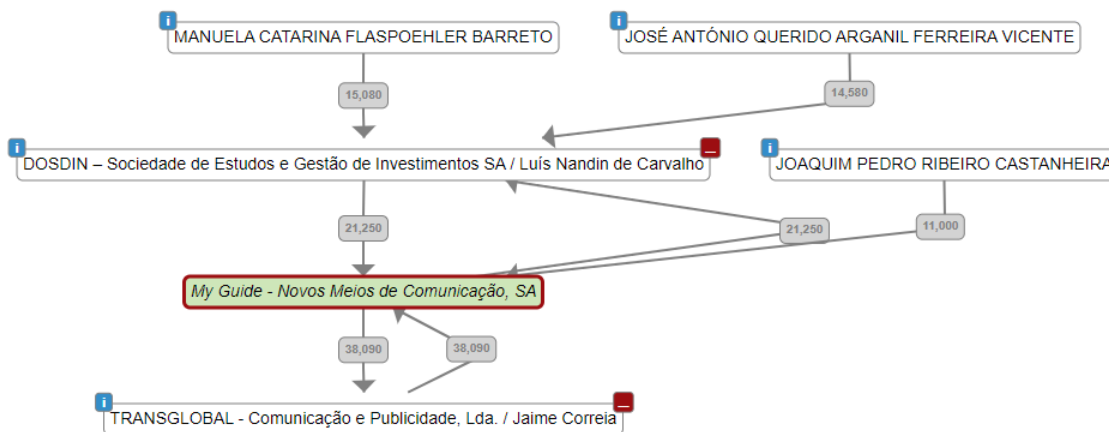 i
MANUELA CATARINA FLASPOEHLER BARRETO
i
JOSÉ ANTÓNIO QUERIDO ARGANIL FERREIRA VICENTE
15,080
14,580
i
DOSDIN – Sociedade de Estudos e Gestão de Investimentos SA / Luís Nandin de Carvalho
i
JOAQUIM PEDRO RIBEIRO CASTANHEIRA
21,250
21,250
11,000
My Guide - Novos Meios de Comunicação, SA
38,090
38,090
i
TRANSGLOBAL - Comunicação e Publicidade, Lda. / Jaime Correia